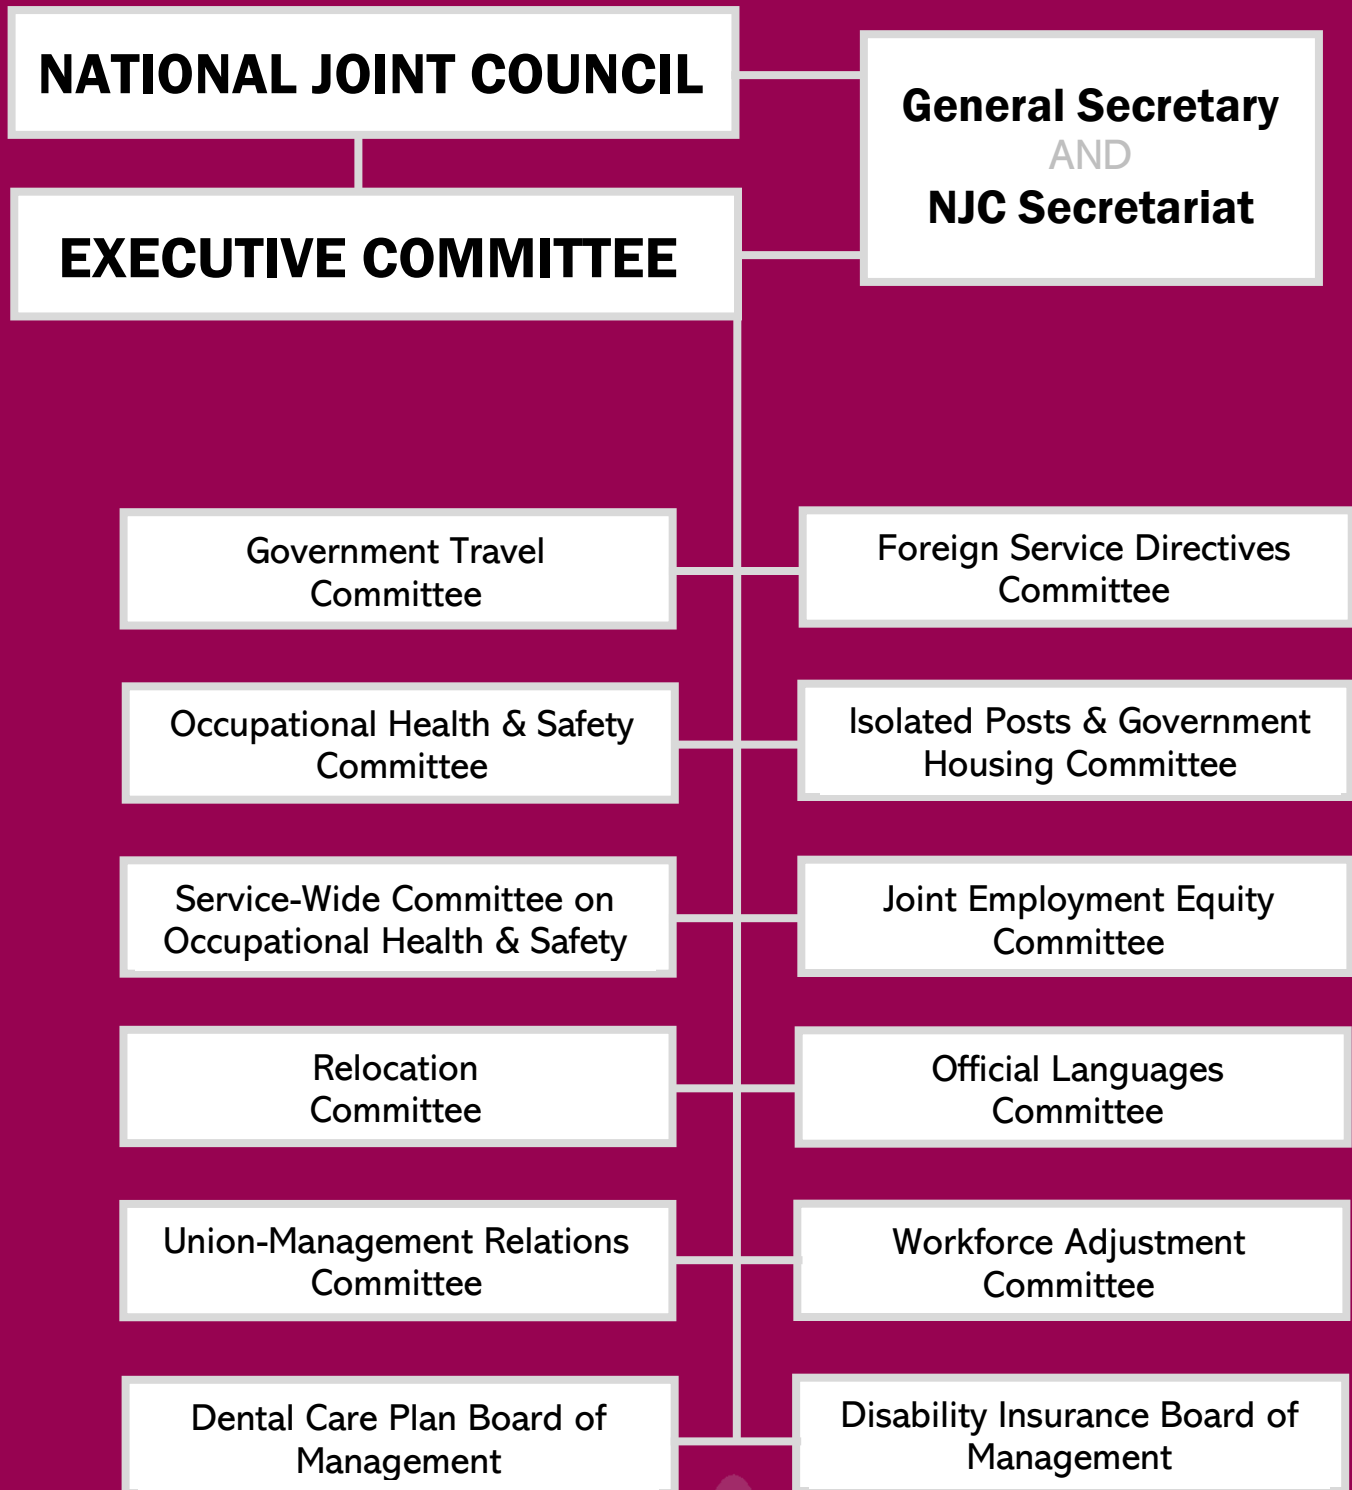 NATIONAL JOINT COUNCIL
General Secretary
AND
NJC Secretariat
EXECUTIVE COMMITTEE
Government Travel
Committee
Foreign Service Directives
Committee
Occupational Health & Safety
Committee
Isolated Posts & Government
Housing Committee
Service-Wide Committee on
Occupational Health & Safety
Joint Employment Equity
Committee
Relocation
Committee
Official Languages
Committee
Union-Management Relations
Committee
Workforce Adjustment
Committee
Dental Care Plan Board of
Management
Disability Insurance Board of
Management